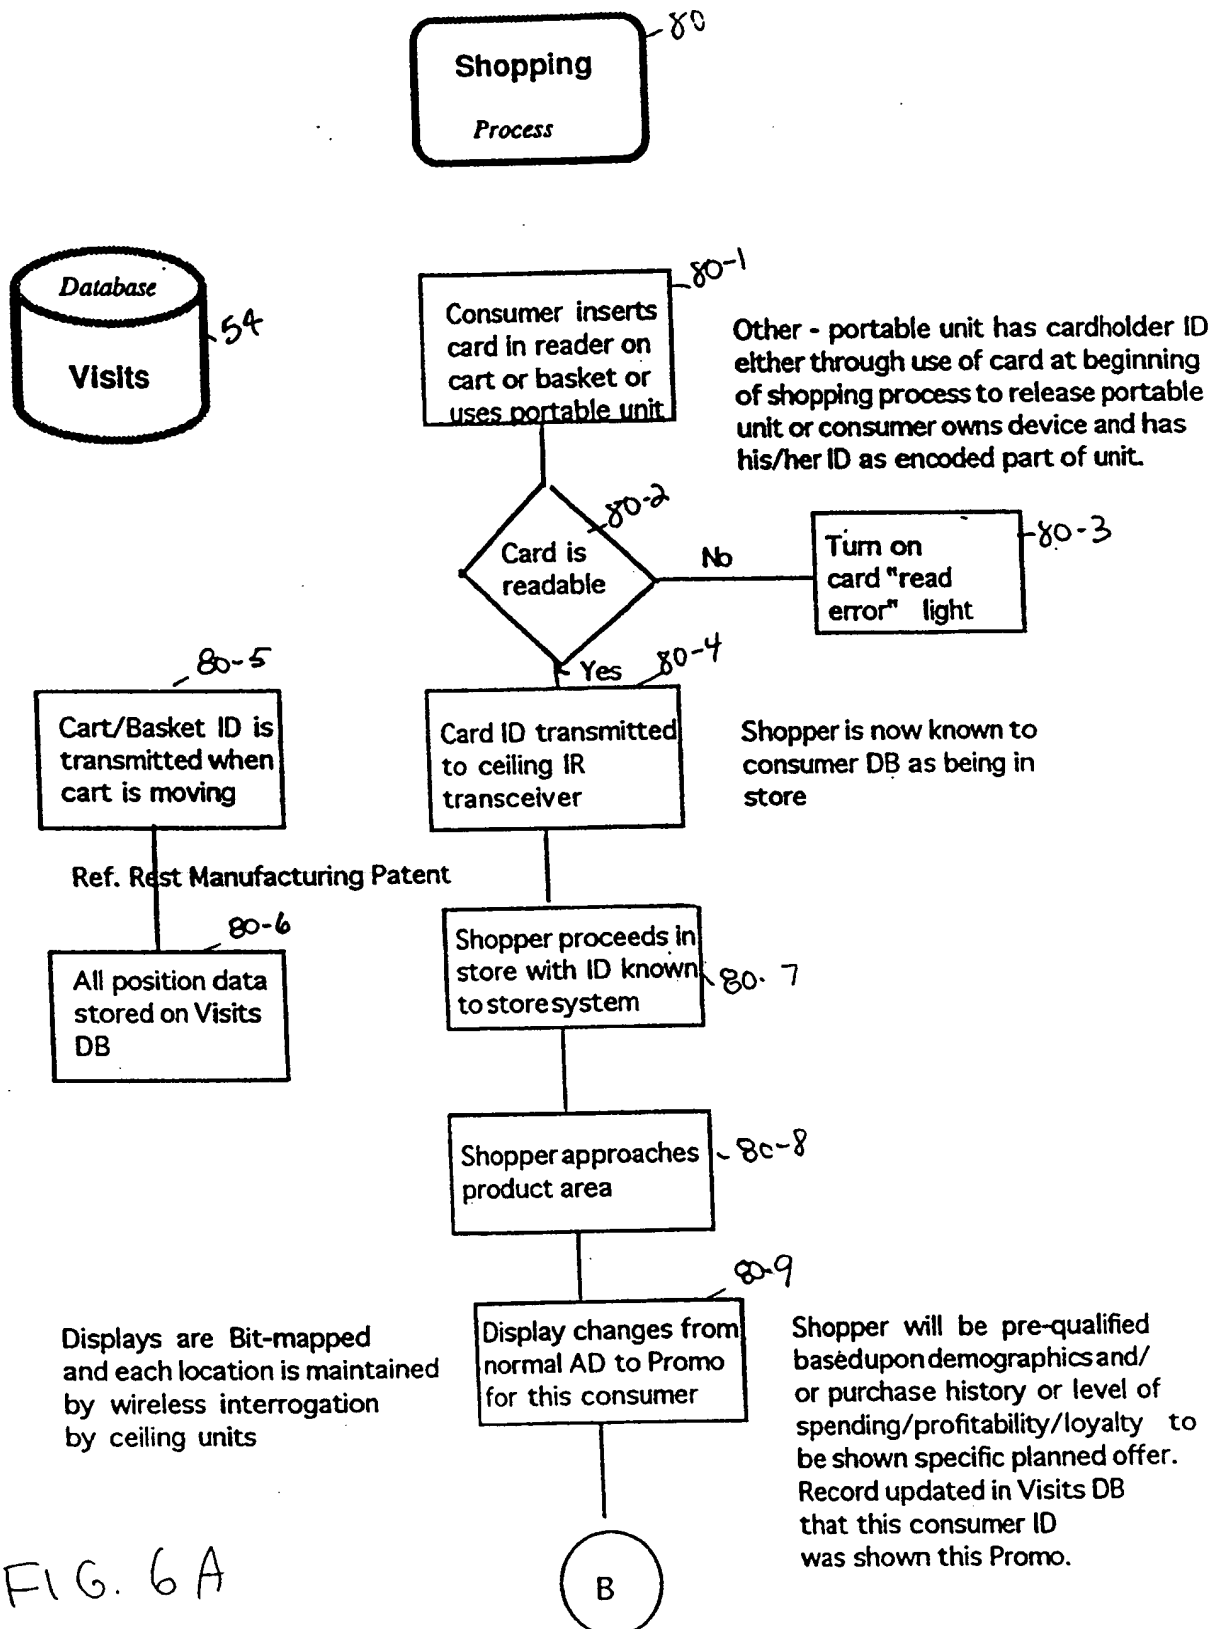 80
Shopping
Process
Database
Visits
54
80-1
Consumer inserts
card in reader on
cart or basket or
uses portable unit
Other - portable unit has cardholder ID
either through use of card at beginning
of shopping process to release portable
unit or consumer owns device and has
his/her ID as encoded part of unit.
80-2
Card is
readable
No
80-3
Turn on
card "read
error" light
Yes
80-4
80-5
Cart/Basket ID is
transmitted when
cart is moving
Card ID transmitted
to ceiling IR
transceiver
Shopper is now known to
consumer DB as being in
store
Ref. Rest Manufacturing Patent
80-6
All position data
stored on Visits
DB
Shopper proceeds in
store with ID known
to store system
80-7
Shopper approaches
product area
80-8
80-9
Displays are Bit-mapped
and each location is maintained
by wireless interrogation
by ceiling units
Display changes from
normal AD to Promo
for this consumer
Shopper will be pre-qualified
based upon demographics and/
or purchase history or level of
spending/profitability/loyalty to
be shown specific planned offer.
Record updated in Visits DB
that this consumer ID
was shown this Promo.
FIG. 6A
B